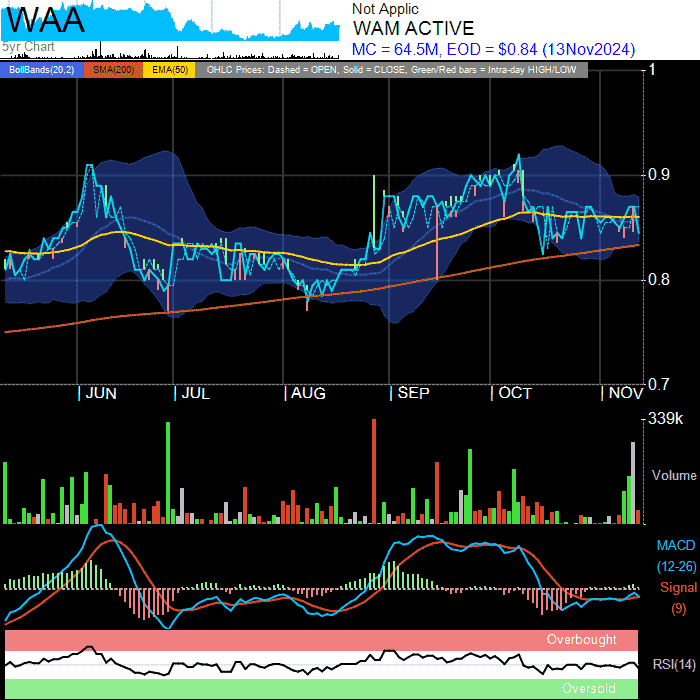 WAA
5yr Chart
Not Applic
WAM ACTIVE
MC = 64.5M, EOD = $0.84 (13Nov2024)
BollBands(20,2) SMA(200) EMA(50) OHLC Prices: Dashed = OPEN, Solid = CLOSE, Green/Red bars = Intra-day HIGH/LOW
1
0.9
0.8
0.7
JUN JUL AUG SEP OCT NOV
339k
Volume
MACD
(12-26)
Signal
(9)
Overbought
RSI(14)
Oversold